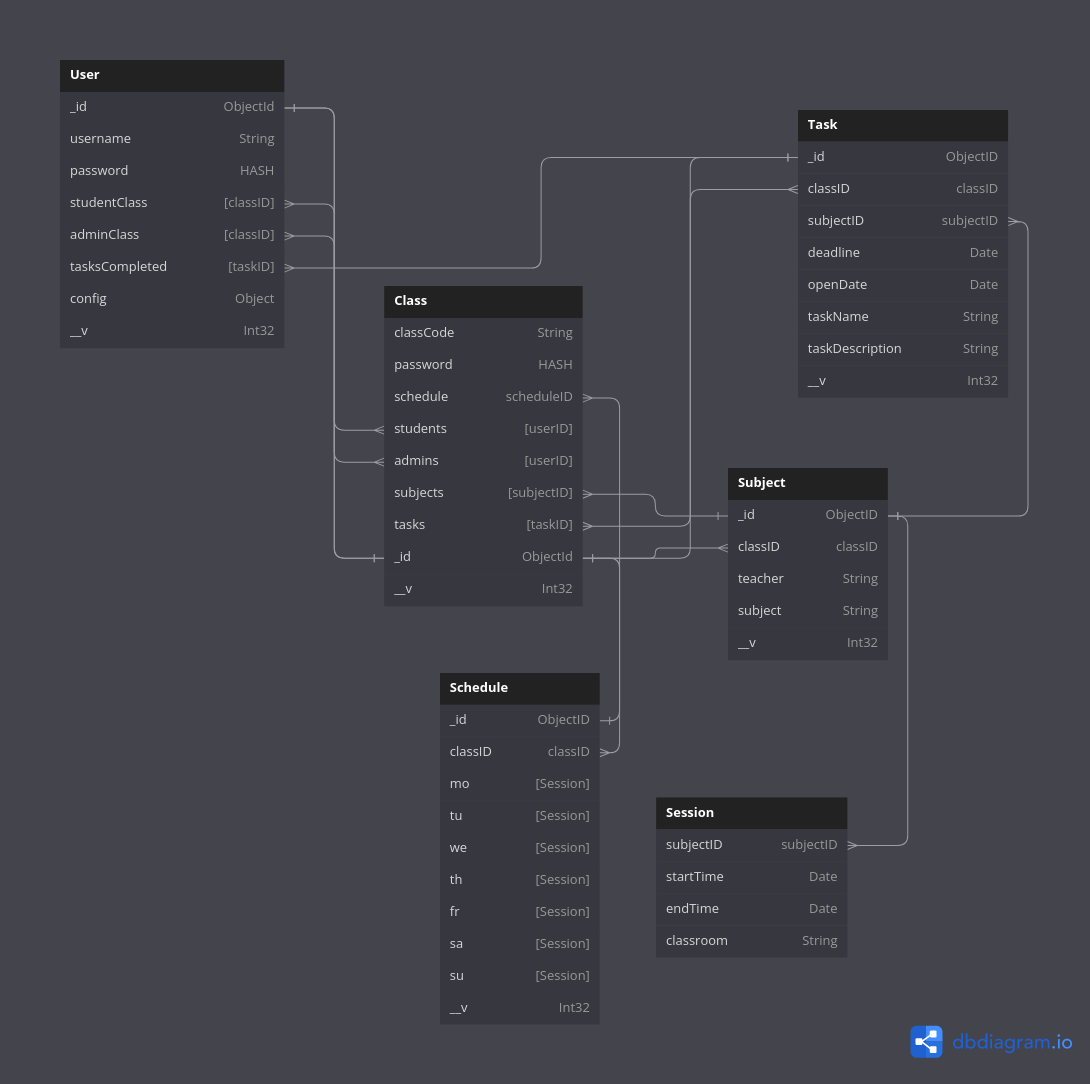 User
_id ObjectId
username String
password HASH
studentClass [classID]
adminClass [classID]
tasksCompleted [taskID]
config Object
__v Int32
Task
_id ObjectID
classID classID
subjectID subjectID
deadline Date
openDate Date
taskName String
taskDescription String
__v Int32
Class
classCode String
password HASH
schedule scheduleID
students [userID]
admins [userID]
subjects [subjectID]
tasks [taskID]
_id ObjectId
__v Int32
Subject
_id ObjectID
classID classID
teacher String
subject String
__v Int32
Schedule
_id ObjectID
classID classID
mo [Session]
tu [Session]
we [Session]
th [Session]
fr [Session]
sa [Session]
su [Session]
__v Int32
Session
subjectID subjectID
startTime Date
endTime Date
classroom String
dbdiagram.io